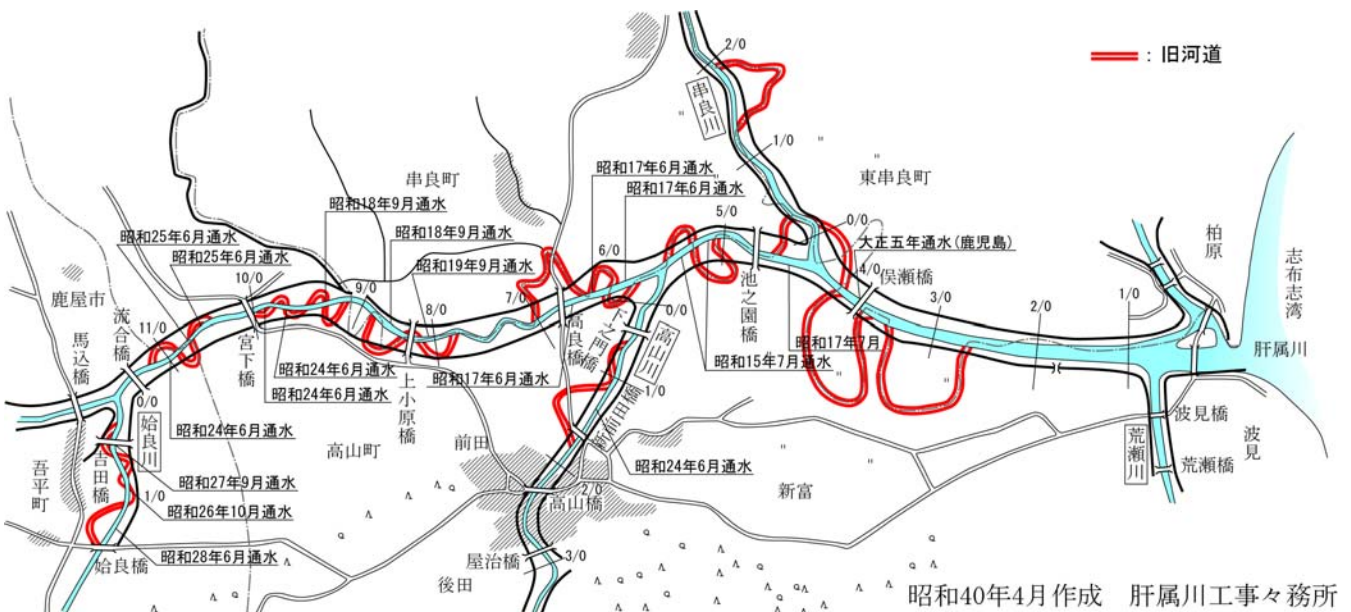 ：旧河道
2/0
串良川
1/0
昭和17年6月通水
昭和17年6月通水
串良町
東串良町
昭和18年9月通水
昭和18年9月通水
昭和19年9月通水
昭和25年6月通水
昭和25年6月通水
大正五年通水(鹿児島)
0/0
柏原
志布志湾
鹿屋市
流合橋
馬込橋
11/0
10/0
9/0
8/0
7/0
6/0
5/0
4/0
3/0
2/0
1/0
俣瀬橋
池之園橋
肝属川
宮下橋
上小原橋
高良橋
下之門橋
0/0
高山川
昭和17年7月
昭和15年7月通水
昭和17年6月通水
昭和24年6月通水
昭和24年6月通水
昭和24年6月通水
0/0
姶良川
吾平町
吉田橋
1/0
昭和27年9月通水
昭和26年10月通水
昭和28年6月通水
姶良橋
高山町
前田
1/0
昭和24年6月通水
2/0
高山橋
新富
屋治橋
3/0
後田
波見橋
波見
荒瀬川
荒瀬橋
昭和40年4月作成　肝属川工事々務所